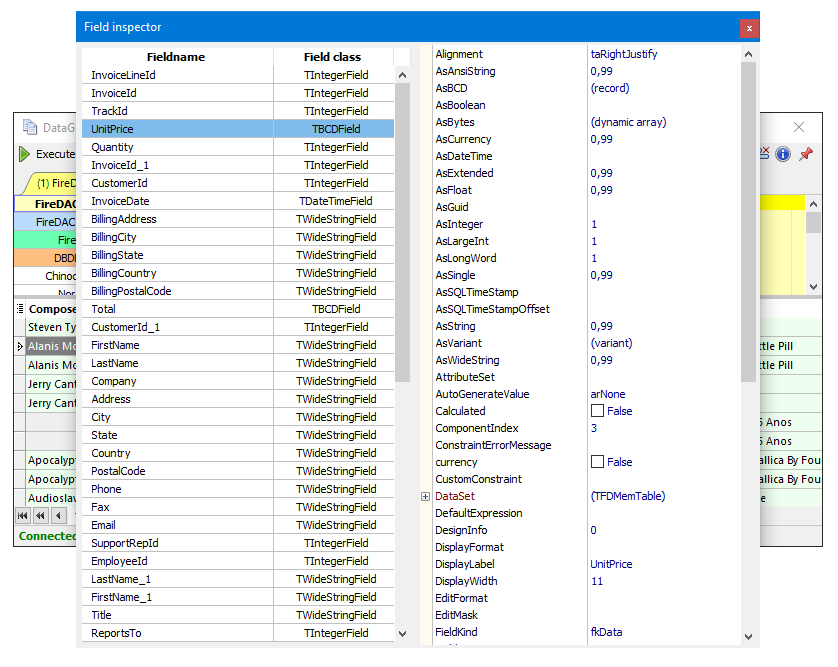 Field inspector
x
Fieldname Field class
InvoiceLineId TIntegerField
InvoiceId TIntegerField
TrackId TIntegerField
UnitPrice TBCDField
Quantity TIntegerField
InvoiceId_1 TIntegerField
CustomerId TIntegerField
InvoiceDate TDateTimeField
BillingAddress TWideStringField
BillingCity TWideStringField
BillingState TWideStringField
BillingCountry TWideStringField
BillingPostalCode TWideStringField
Total TBCDField
CustomerId_1 TIntegerField
FirstName TWideStringField
LastName TWideStringField
Company TWideStringField
Address TWideStringField
City TWideStringField
State TWideStringField
Country TWideStringField
PostalCode TWideStringField
Phone TWideStringField
Fax TWideStringField
Email TWideStringField
SupportRepId TIntegerField
EmployeeId TIntegerField
LastName_1 TWideStringField
FirstName_1 TWideStringField
Title TWideStringField
ReportsTo TIntegerField
Alignment taRightJustify
AsAnsiString 0,99
AsBCD (record)
AsBoolean
AsBytes (dynamic array)
AsCurrency 0,99
AsDateTime
AsExtended 0,99
AsFloat 0,99
AsGuid
AsInteger 1
AsLargeInt 1
AsLongWord 1
AsSingle 0,99
AsSQLTimeStamp
AsSQLTimeStampOffset
AsString 0,99
AsVariant (variant)
AsWideString 0,99
AttributeSet
AutoGenerateValue arNone
Calculated False
ComponentIndex 3
ConstraintErrorMessage
currency False
CustomConstraint
DataSet (TFDMemTable)
DefaultExpression
DesignInfo 0
DisplayFormat
DisplayLabel UnitPrice
DisplayWidth 11
EditFormat
EditMask
FieldKind fkData
DataG
Execute
(1) FireD
FireDAC
FireDAC
Fire
DBD
Chinoo
Nor
Compose
Steven Ty
Alanis Mo
Alanis Mo
Jerry Cant
Jerry Cant
Apocalypt
Apocalypt
Audioslav
Connected
ttle Pill
ttle Pill
5 Anos
5 Anos
allica By Fou
allica By Fou
e